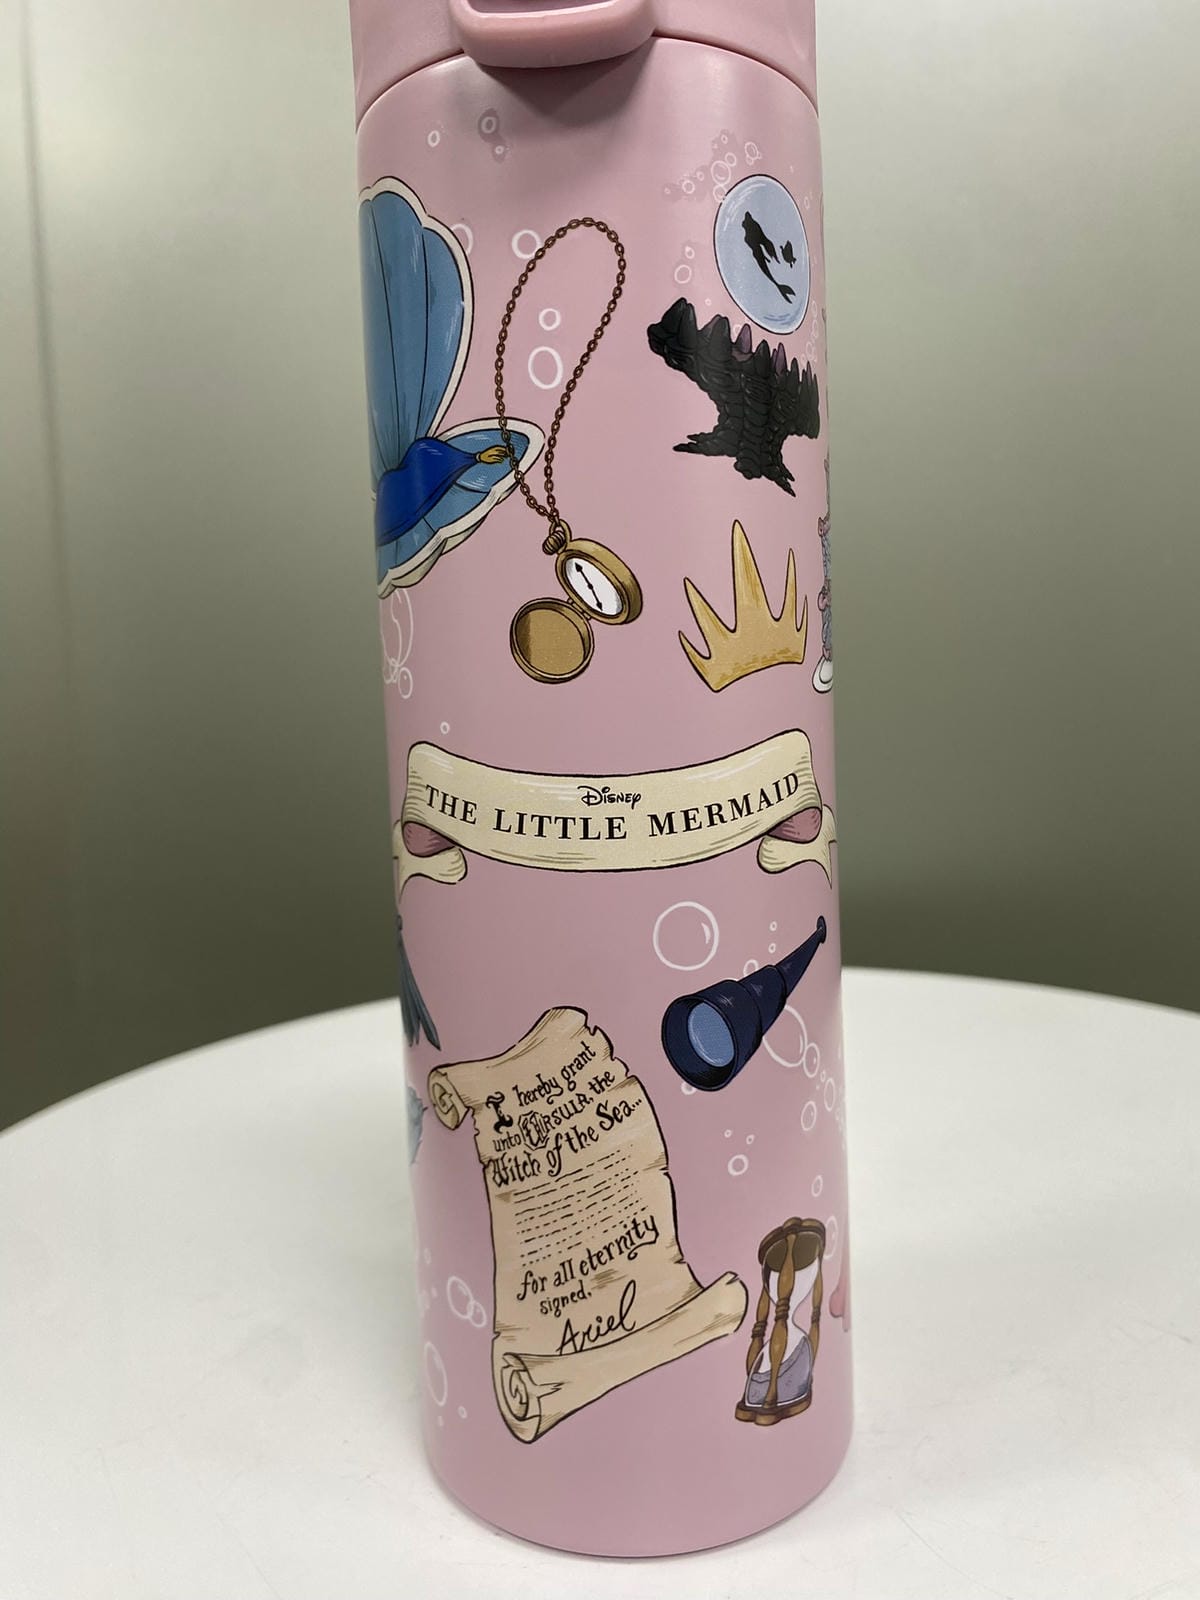 Disney
THE LITTLE MERMAID
I hereby grant
unto Ursula, the
Witch of the Sea...
for all eternity
signed,
Ariel